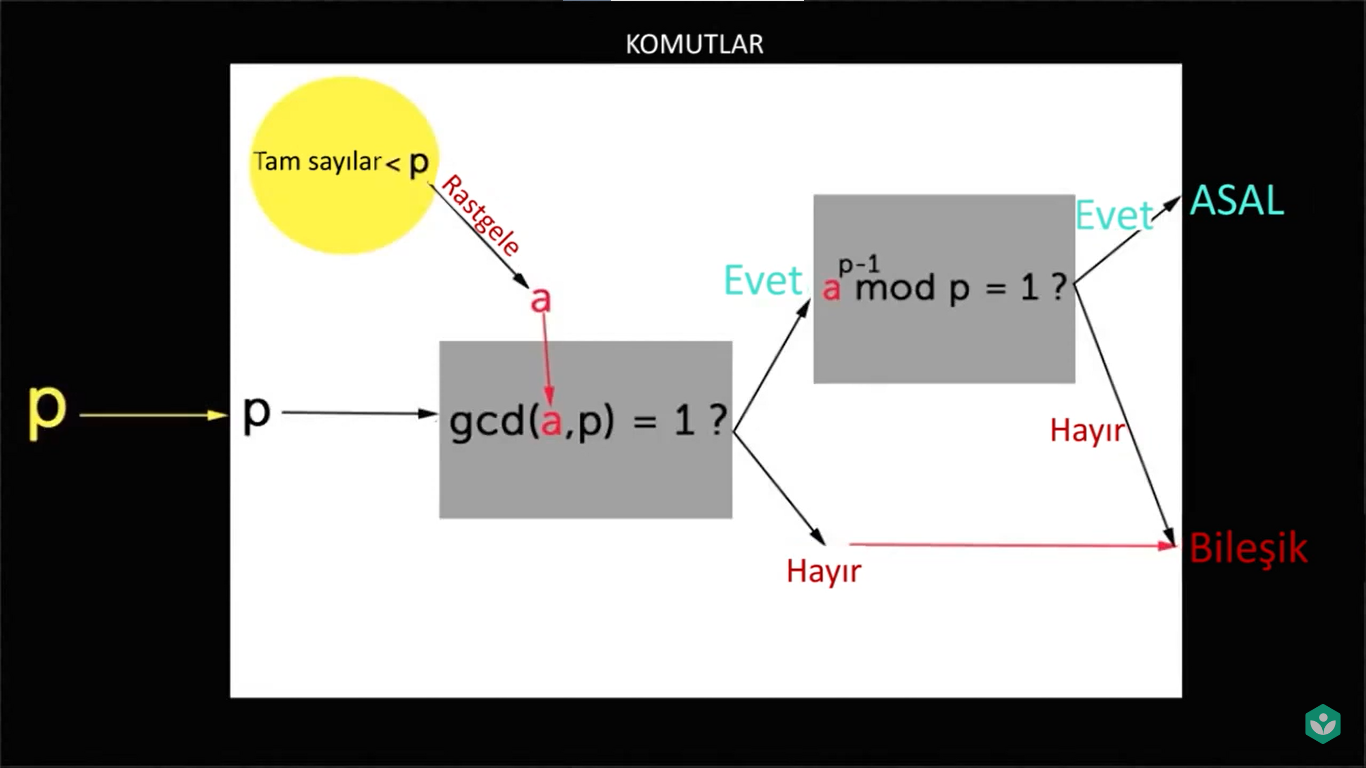 KOMUTLAR
Tam sayılar < p
Rastgele
a
p
p
gcd(a,p) = 1 ?
Evet
a^p-1 mod p = 1 ?
Evet
ASAL
Hayır
Hayır
Bileşik